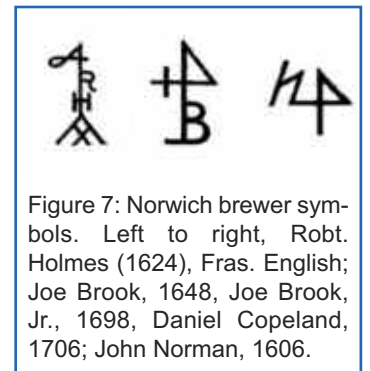 R
H
B
Figure 7: Norwich brewer sym-
bols. Left to right, Robt.
Holmes (1624), Fras. English;
Joe Brook, 1648, Joe Brook,
Jr., 1698, Daniel Copeland,
1706; John Norman, 1606.